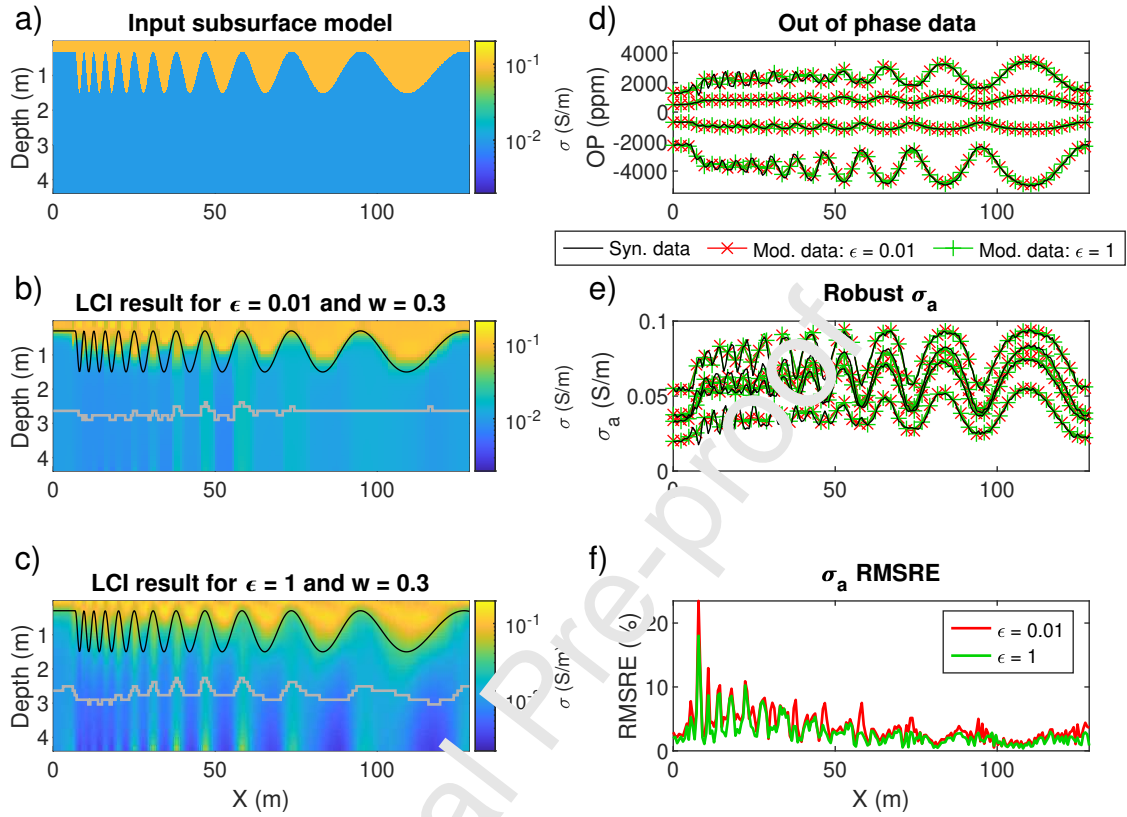 a)
Input subsurface model
Depth (m)
1
2
3
4
0
50
100
10-1
10-2
σ (S/m)
b)
LCI result for ϵ = 0.01 and w = 0.3
Depth (m)
1
2
3
4
0
50
100
10-1
10-2
σ (S/m)
c)
LCI result for ϵ = 1 and w = 0.3
Depth (m)
1
2
3
4
0
50
100
X (m)
10-1
σ (S/m)
d)
Out of phase data
OP (ppm)
4000
2000
0
-2000
-4000
0
50
100
Syn. data
Mod. data: ϵ = 0.01
Mod. data: ϵ = 1
e)
Robust σa
σa (S/m)
0.1
0.05
0
0
50
100
f)
σa RMSRE
RMSRE (%)
20
10
0
0
50
100
X (m)
ϵ = 0.01
ϵ = 1
Pre-proof